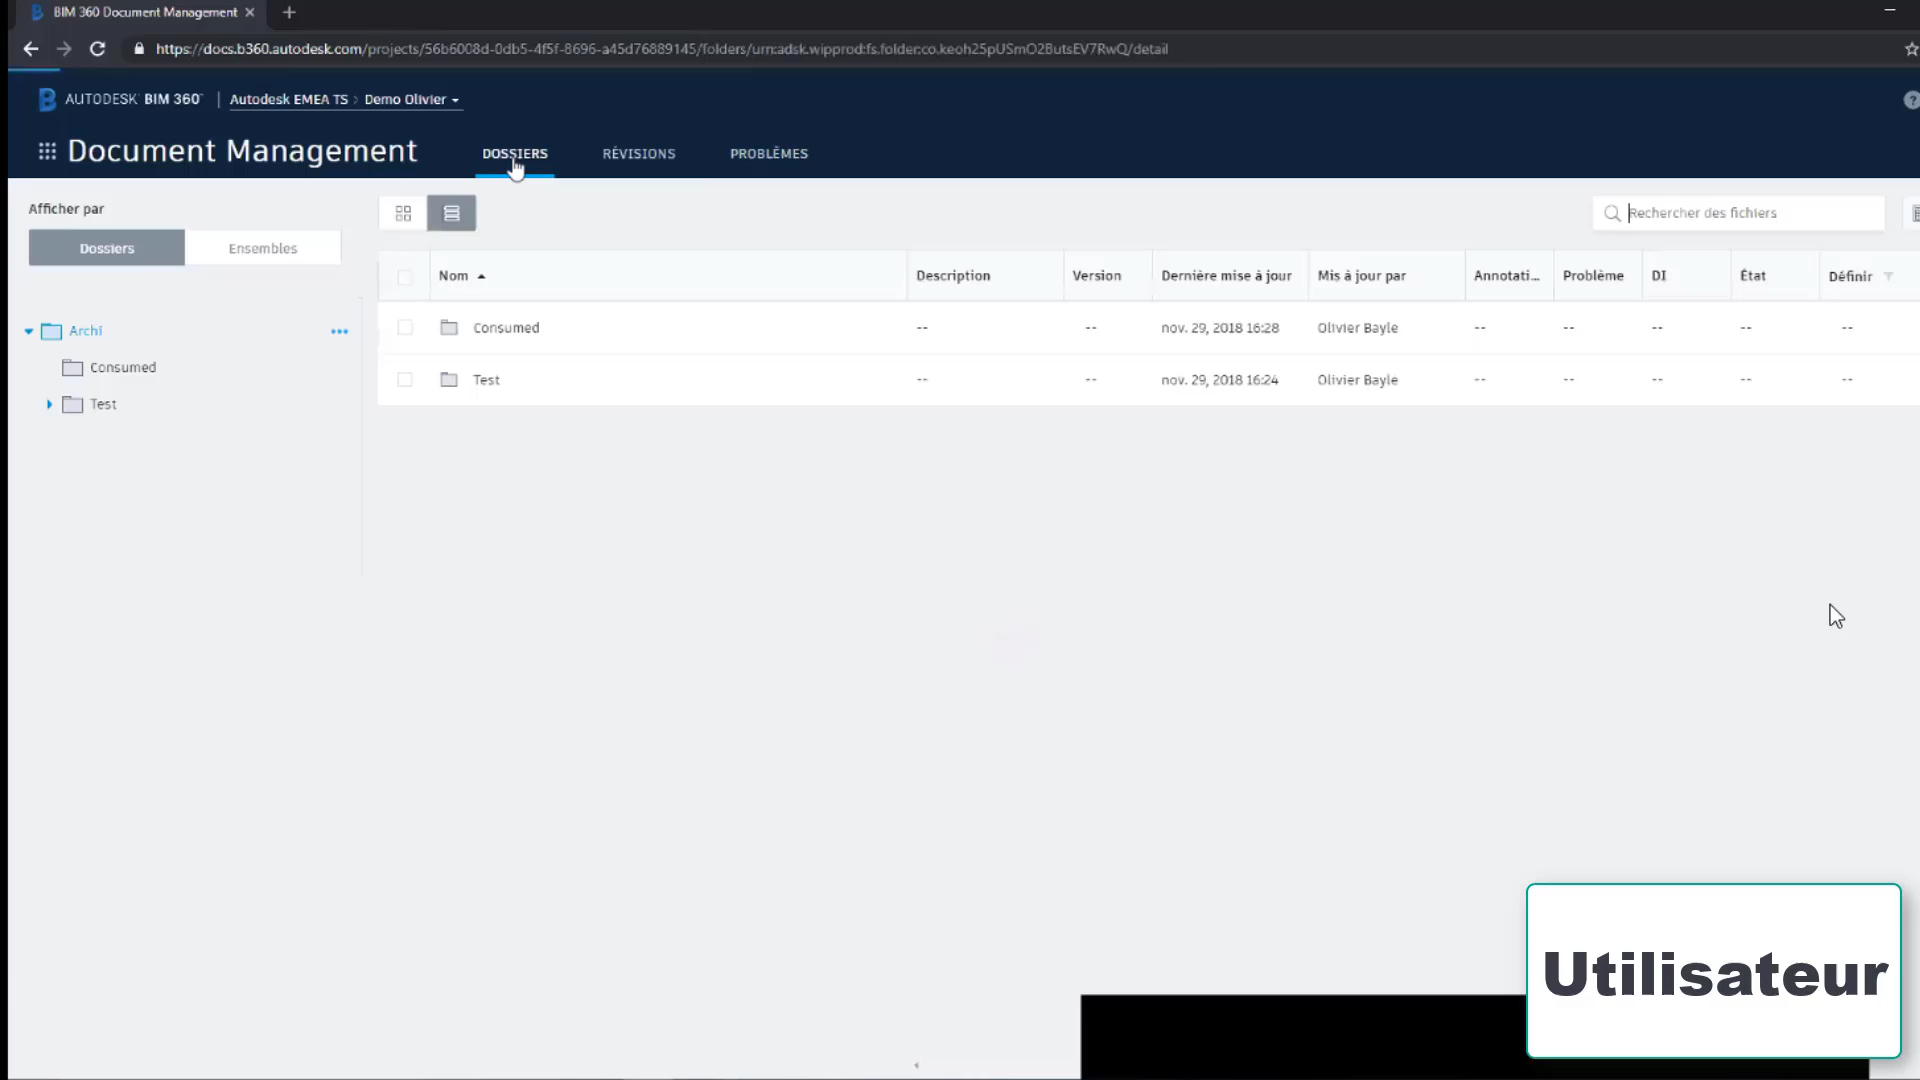 BIM 360 Document Management
https://docs.b360.autodesk.com/projects/56b6008d-0db5-4f5f-8696-a45d76889145/folders/urn:adsk.wipprod:fs.folder:co.keoh25pUSmO2ButsEV7RwQ/detail
AUTODESK BIM 360 | Autodesk EMEA TS > Demo Olivier
Document Management DOSSIERS RÉVISIONS PROBLÈMES
Afficher par
Dossiers Ensembles
Rechercher des fichiers
Nom Description Version Dernière mise à jour Mis à jour par Annotati... Problème DI État Définir
Archi
Consumed
Test
Consumed -- -- nov. 29, 2018 16:28 Olivier Bayle -- -- -- -- --
Test -- -- nov. 29, 2018 16:24 Olivier Bayle -- -- -- -- --
Utilisateur